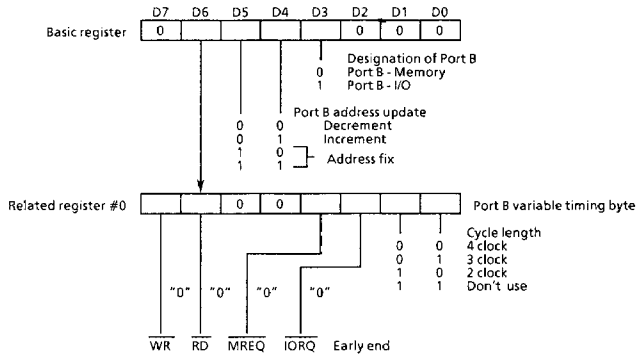 D7 D6 D5 D4 D3 D2 D1 D0
Basic register 0 0 0 0
Designation of Port B
0 Port B - Memory
1 Port B - I/O
Port B address update
0 0 Decrement
0 1 Increment
1 0
Address fix
1 1
Related register #0 0 0 Port B variable timing byte
Cycle length
0 0 4 clock
0 1 3 clock
1 0 2 clock
1 1 Don't use
"0" "0" "0" "0"
WR RD MREQ IORQ Early end